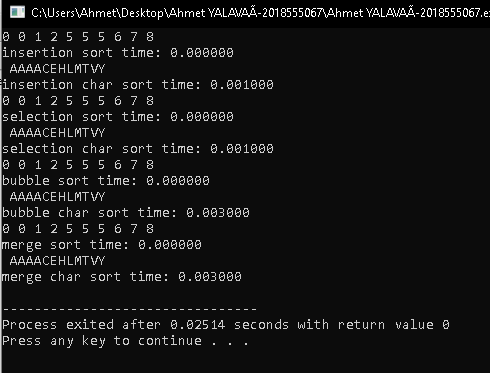 C:\Users\Ahmet\Desktop\Ahmet YALAVAÃ-2018555067\Ahmet YALAVAÃ-2018555067.ex
0 0 1 2 5 5 5 6 7 8
insertion sort time: 0.000000
 AAAACEHLMTVY
insertion char sort time: 0.001000
0 0 1 2 5 5 5 6 7 8
selection sort time: 0.000000
 AAAACEHLMTVY
selection char sort time: 0.001000
0 0 1 2 5 5 5 6 7 8
bubble sort time: 0.000000
 AAAACEHLMTVY
bubble char sort time: 0.003000
0 0 1 2 5 5 5 6 7 8
merge sort time: 0.000000
 AAAACEHLMTVY
merge char sort time: 0.003000
--------------------------------
Process exited after 0.02514 seconds with return value 0
Press any key to continue . . .